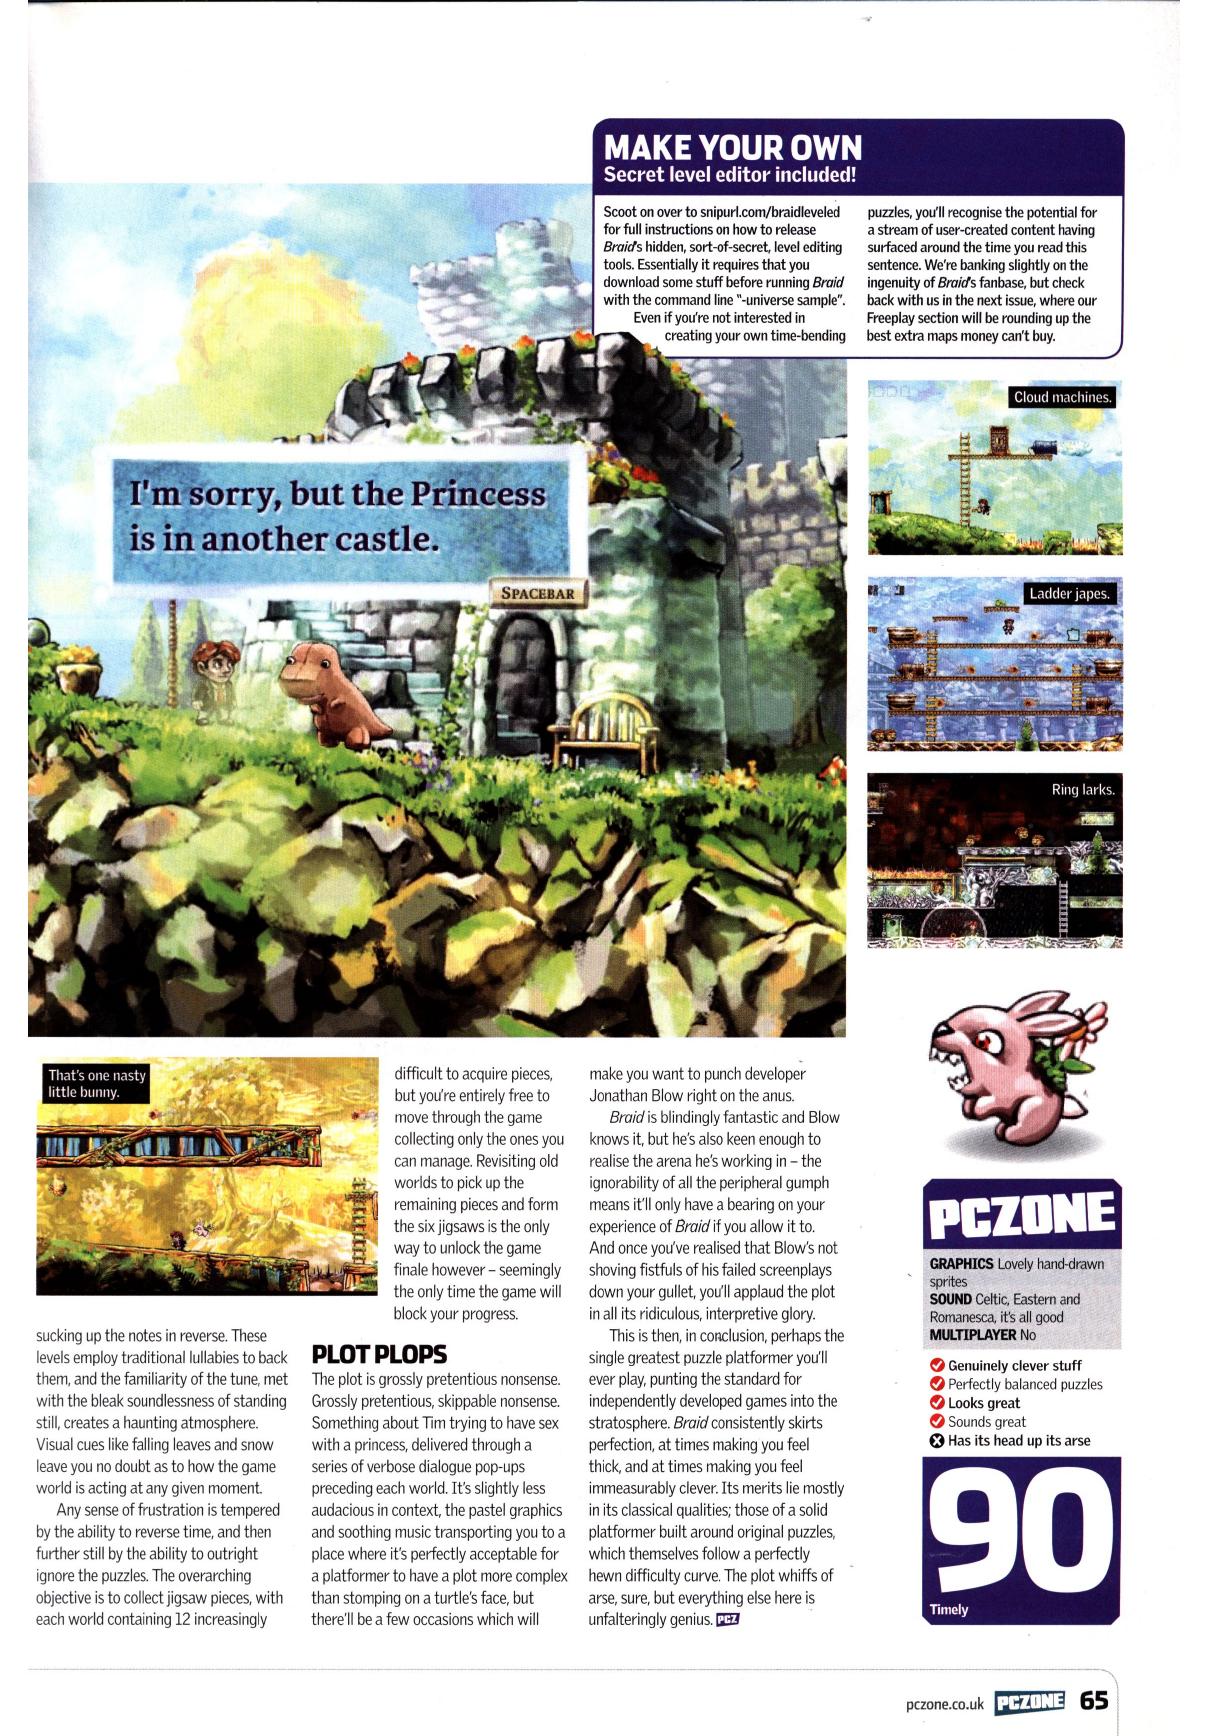 MAKE YOUR OWN
Secret level editor included!
Scoot on over to snipurl.com/braidleveled
for full instructions on how to release
Braid's hidden, sort-of-secret, level editing
tools. Essentially it requires that you
download some stuff before running Braid
with the command line "-universe sample".
Even if you're not interested in
creating your own time-bending
puzzles, you'll recognise the potential for
a stream of user-created content having
surfaced around the time you read this
sentence. We're banking slightly on the
ingenuity of Braid's fanbase, but check
back with us in the next issue, where our
Freeplay section will be rounding up the
best extra maps money can't buy.
I'm sorry, but the Princess
is in another castle.
SPACEBAR
Cloud machines.
Ladder japes.
Ring larks.
That's one nasty
little bunny.
sucking up the notes in reverse. These
levels employ traditional lullabies to back
them, and the familiarity of the tune, met
with the bleak soundlessness of standing
still, creates a haunting atmosphere.
Visual cues like falling leaves and snow
leave you no doubt as to how the game
world is acting at any given moment.
Any sense of frustration is tempered
by the ability to reverse time, and then
further still by the ability to outright
ignore the puzzles. The overarching
objective is to collect jigsaw pieces, with
each world containing 12 increasingly
difficult to acquire pieces,
but you're entirely free to
move through the game
collecting only the ones you
can manage. Revisiting old
worlds to pick up the
remaining pieces and form
the six jigsaws is the only
way to unlock the game
finale however – seemingly
the only time the game will
block your progress.
PLOT PLOPS
The plot is grossly pretentious nonsense.
Grossly pretentious, skippable nonsense.
Something about Tim trying to have sex
with a princess, delivered through a
series of verbose dialogue pop-ups
preceding each world. It's slightly less
audacious in context, the pastel graphics
and soothing music transporting you to a
place where it's perfectly acceptable for
a platformer to have a plot more complex
than stomping on a turtle's face, but
there'll be a few occasions which will
make you want to punch developer
Jonathan Blow right on the anus.
Braid is blindingly fantastic and Blow
knows it, but he's also keen enough to
realise the arena he's working in – the
ignorability of all the peripheral gumph
means it'll only have a bearing on your
experience of Braid if you allow it to.
And once you've realised that Blow's not
shoving fistfuls of his failed screenplays
down your gullet, you'll applaud the plot
in all its ridiculous, interpretive glory.
This is then, in conclusion, perhaps the
single greatest puzzle platformer you'll
ever play, punting the standard for
independently developed games into the
stratosphere. Braid consistently skirts
perfection, at times making you feel
thick, and at times making you feel
immeasurably clever. Its merits lie mostly
in its classical qualities; those of a solid
platformer built around original puzzles,
which themselves follow a perfectly
hewn difficulty curve. The plot whiffs of
arse, sure, but everything else here is
unfalteringly genius. PCZ
PCZONE
GRAPHICS Lovely hand-drawn
sprites
SOUND Celtic, Eastern and
Romanesca, it's all good
MULTIPLAYER No
Genuinely clever stuff
Perfectly balanced puzzles
Looks great
Sounds great
Has its head up its arse
90
Timely
pczone.co.uk PCZONE 65